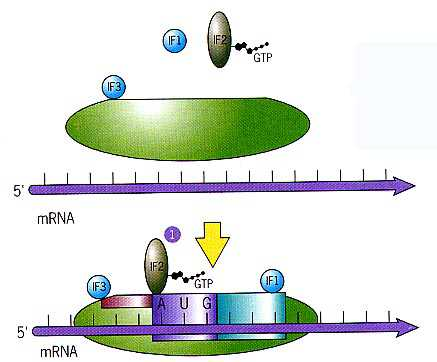 IF1
IF2
GTP
IF3
5'
mRNA
1
IF2
GTP
IF3
IF1
A U G
5'
mRNA